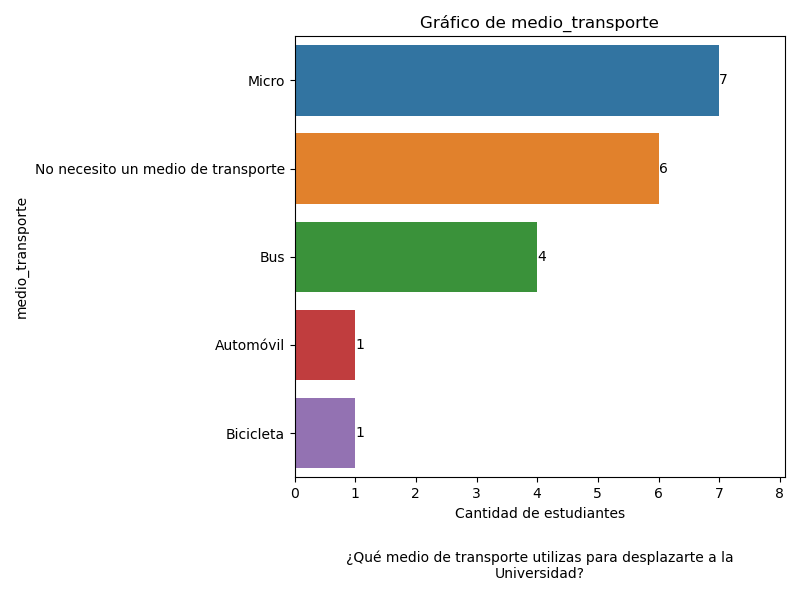 Gráfico de medio_transporte
medio_transporte
Micro
7
No necesito un medio de transporte
6
Bus
4
Automóvil
1
Bicicleta
1
0 1 2 3 4 5 6 7 8
Cantidad de estudiantes
¿Qué medio de transporte utilizas para desplazarte a la
Universidad?